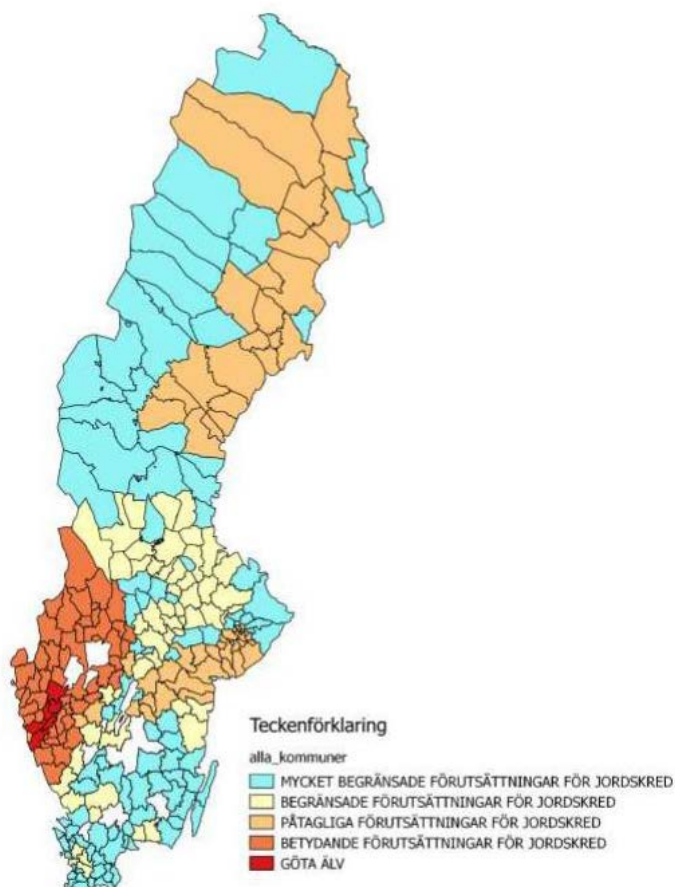 Teckenförklaring
alla_kommuner
MYCKET BEGRÄNSADE FÖRUTSÄTTNINGAR FÖR JORDSKRED
BEGRÄNSADE FÖRUTSÄTTNINGAR FÖR JORDSKRED
PÅTAGLIGA FÖRUTSÄTTNINGAR FÖR JORDSKRED
BETYDANDE FÖRUTSÄTTNINGAR FÖR JORDSKRED
GÖTA ÄLV